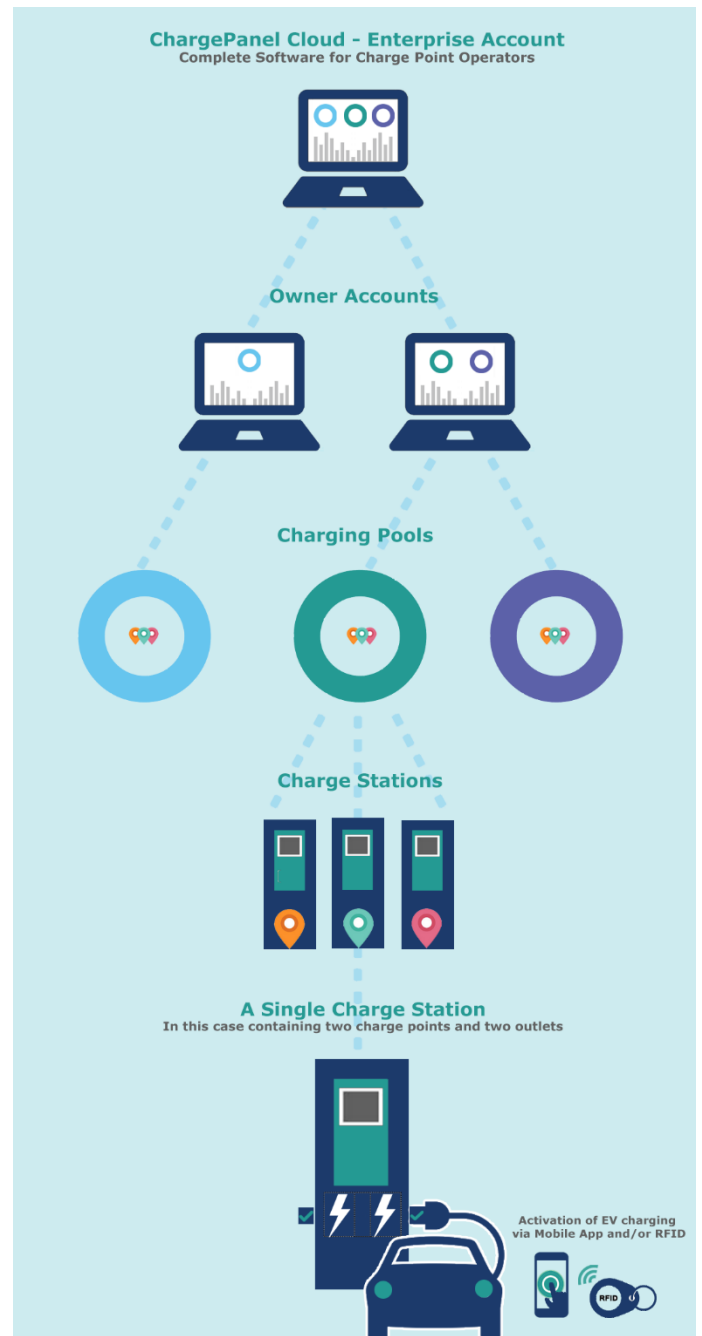 ChargePanel Cloud - Enterprise Account
Complete Software for Charge Point Operators
Owner Accounts
Charging Pools
Charge Stations
A Single Charge Station
In this case containing two charge points and two outlets
Activation of EV charging
via Mobile App and/or RFID
RFID